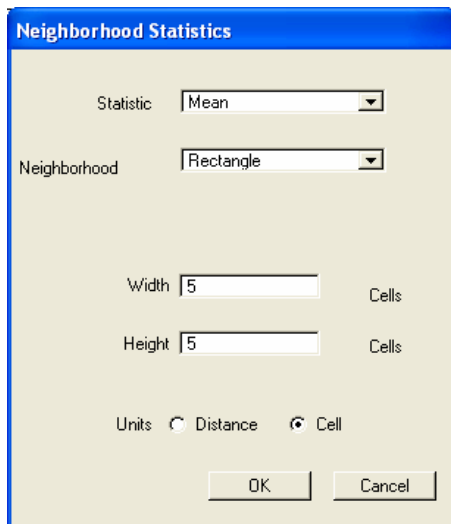 Neighborhood Statistics
Statistic Mean
Neighborhood Rectangle
Width 5 Cells
Height 5 Cells
Units Distance Cell
OK Cancel